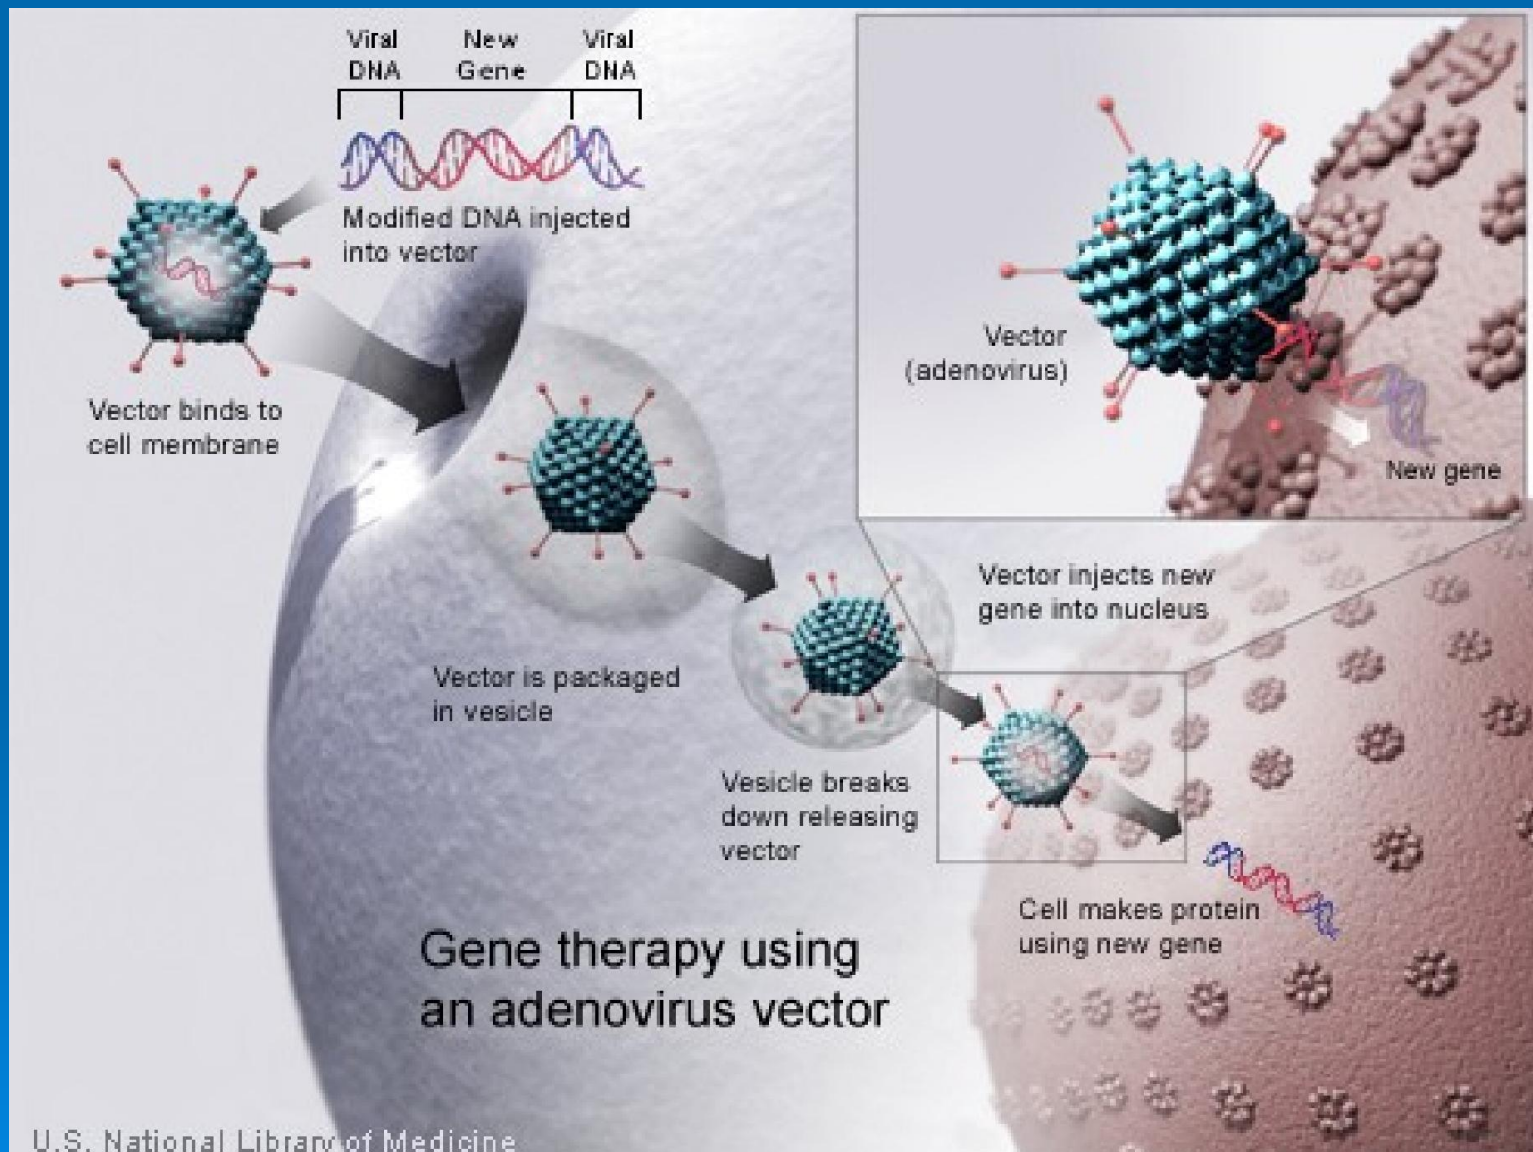 Viral DNA
New Gene
Viral DNA
Modified DNA injected
into vector
Vector binds to
cell membrane
Vector
(adenovirus)
New gene
Vector injects new
gene into nucleus
Vector is packaged
in vesicle
Vesicle breaks
down releasing
vector
Cell makes protein
using new gene
Gene therapy using
an adenovirus vector
U.S. National Library of Medicine